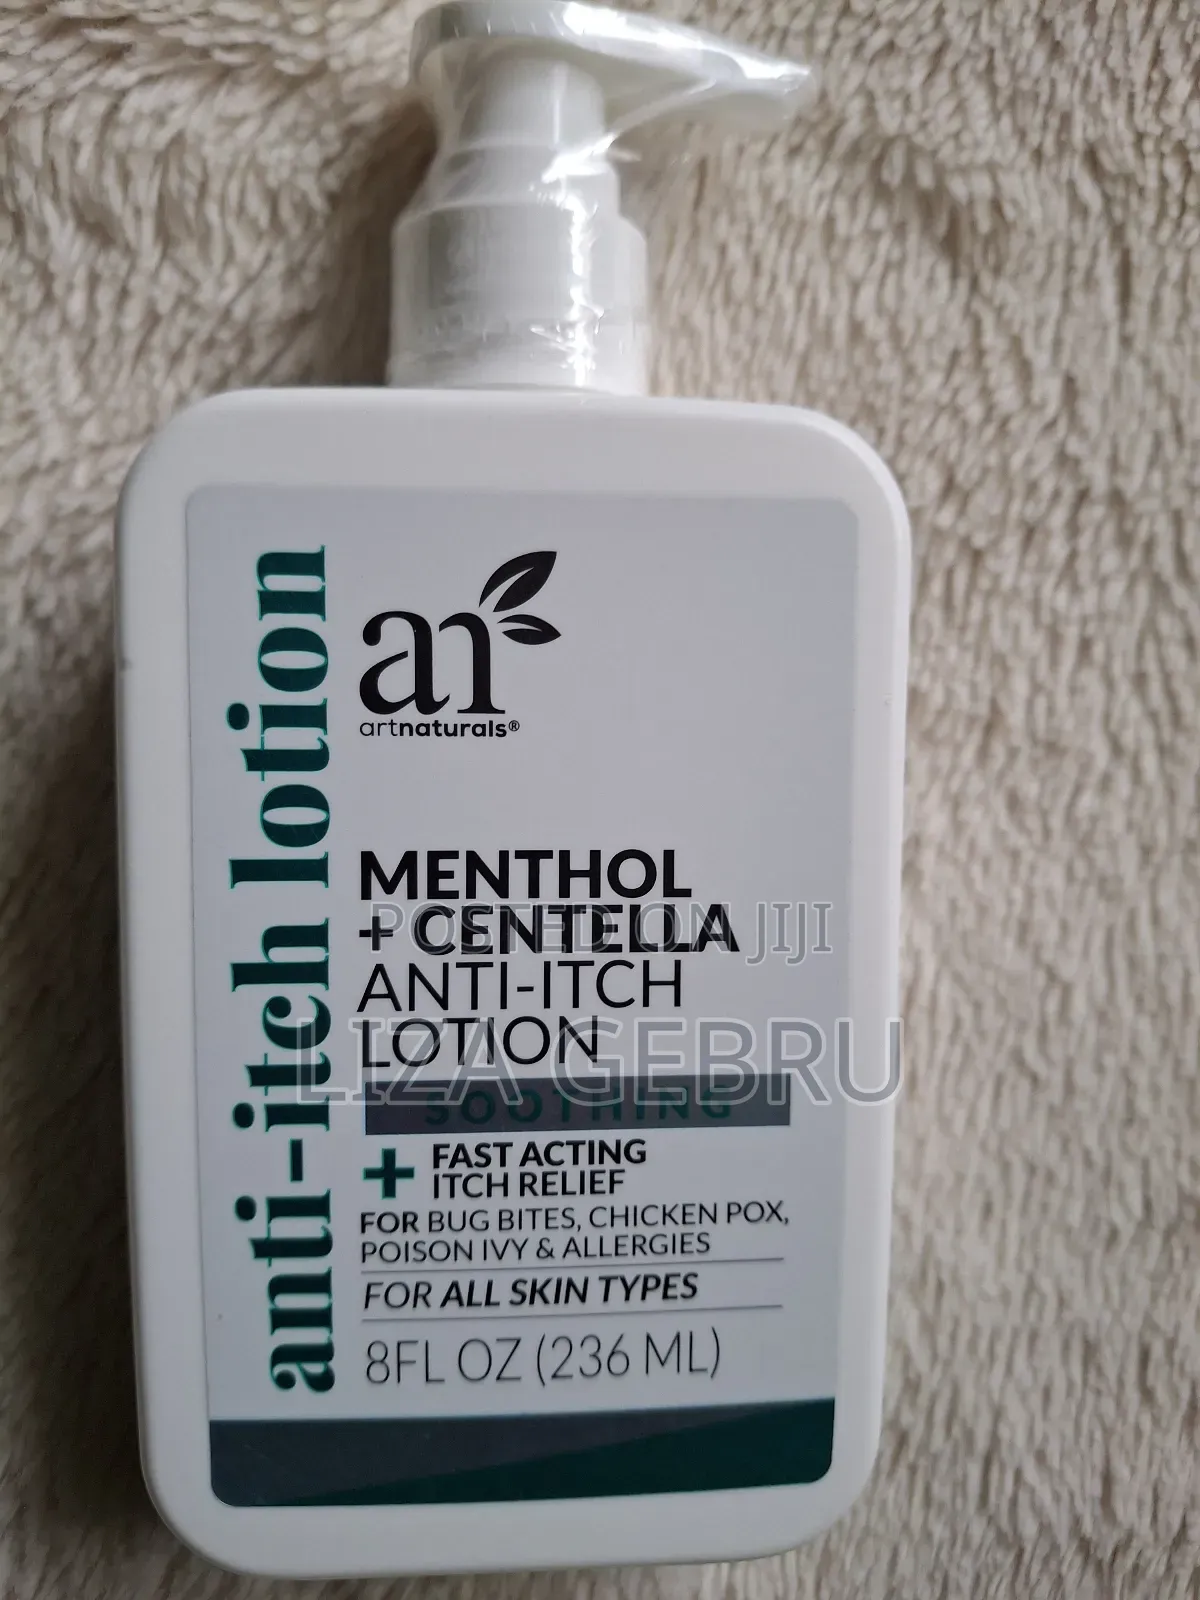 anti-itch lotion
ar
artnaturals®
MENTHOL
+ CENTELLA
POSTED ON JIJI
ANTI-ITCH
LOTION
LIZA GEBRU
SOOTHING
+ FAST ACTING
ITCH RELIEF
FOR BUG BITES, CHICKEN POX,
POISON IVY & ALLERGIES
FOR ALL SKIN TYPES
8FL OZ (236 ML)